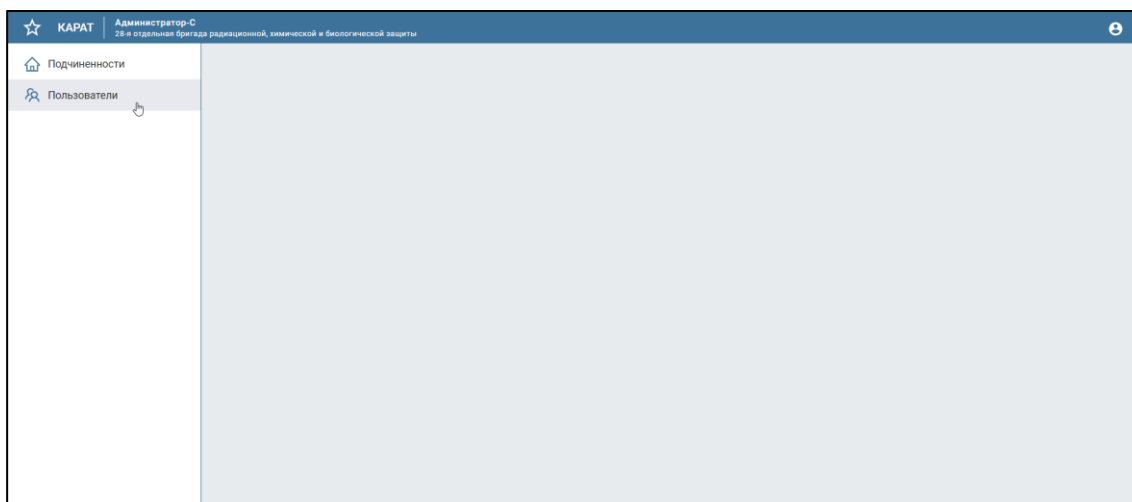 КАРАТ
Администратор-С
28-я отдельная бригада радиационной, химической и биологической защиты
Подчиненности
Пользователи